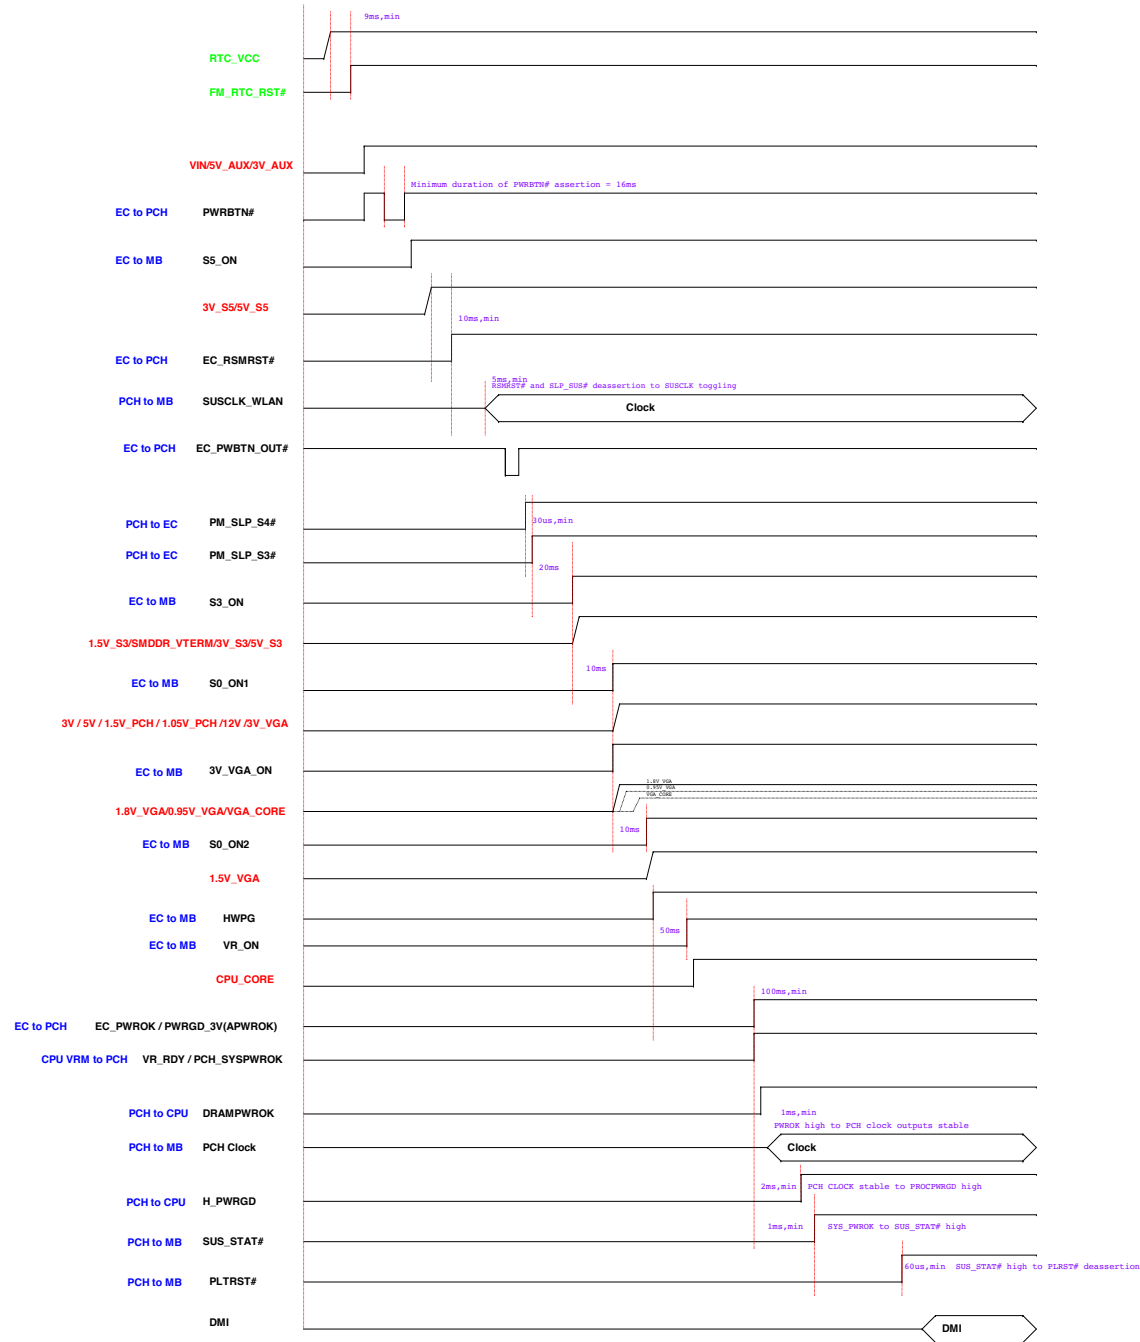 9ms,min
RTC_VCC
FM_RTC_RST#
VIN/5V_AUX/3V_AUX
Minimum duration of PWRBTN# assertion = 16ms
EC to PCH PWRBTN#
EC to MB S5_ON
3V_S5/5V_S5
10ms,min
EC to PCH EC_RSMRST#
5ms,min
RSMRST# and SLP_SUS# deassertion to SUSCLK toggling
PCH to MB SUSCLK_WLAN Clock
EC to PCH EC_PWBTN_OUT#
PCH to EC PM_SLP_S4# 30us,min
PCH to EC PM_SLP_S3#
20ms
EC to MB S3_ON
1.5V_S3/SMDDR_VTERM/3V_S3/5V_S3
10ms
EC to MB S0_ON1
3V / 5V / 1.5V_PCH / 1.05V_PCH /12V /3V_VGA
EC to MB 3V_VGA_ON
1.8V_VGA
0.95V_VGA
VGA_CORE
1.8V_VGA/0.95V_VGA/VGA_CORE
10ms
EC to MB S0_ON2
1.5V_VGA
EC to MB HWPG
50ms
EC to MB VR_ON
CPU_CORE
100ms,min
EC to PCH EC_PWROK / PWRGD_3V(APWROK)
CPU VRM to PCH VR_RDY / PCH_SYSPWROK
PCH to CPU DRAMPWROK 1ms,min
PWROK high to PCH clock outputs stable
PCH to MB PCH Clock Clock
2ms,min PCH CLOCK stable to PROCPWRGD high
PCH to CPU H_PWRGD
1ms,min SYS_PWROK to SUS_STAT# high
PCH to MB SUS_STAT#
60us,min SUS_STAT# high to PLRST# deassertion
PCH to MB PLTRST#
DMI DMI